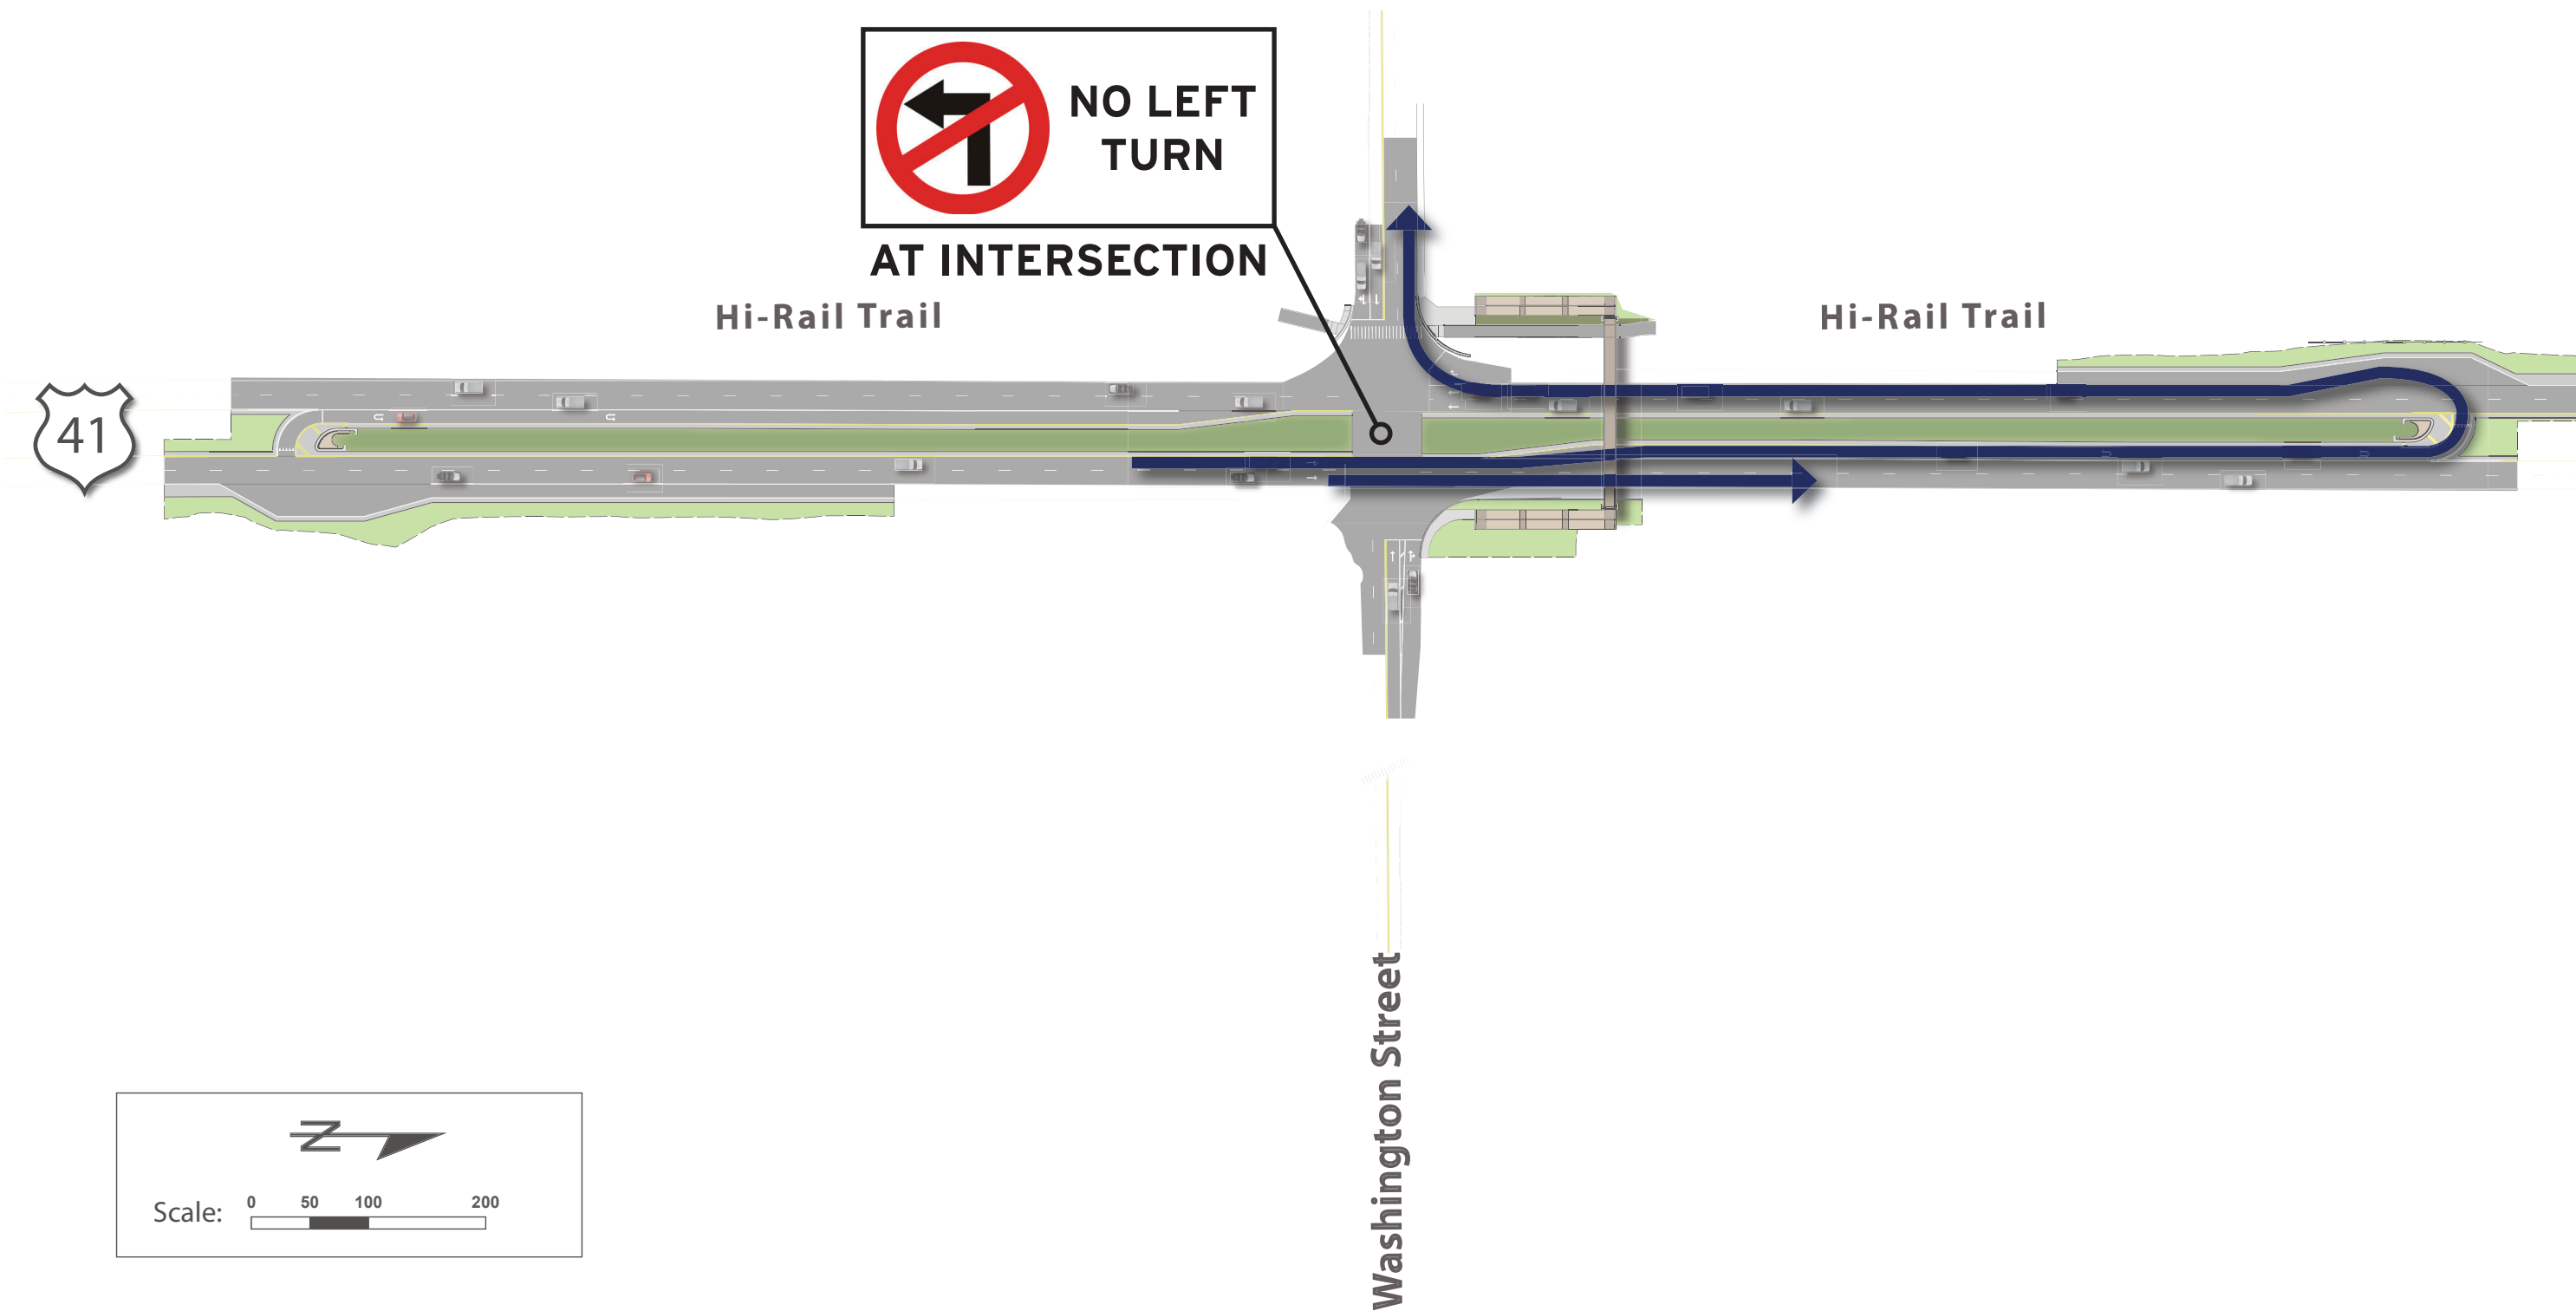 NO LEFT
TURN
AT INTERSECTION
Hi-Rail Trail
Hi-Rail Trail
41
Washington Street
N
Scale:
0 50 100 200